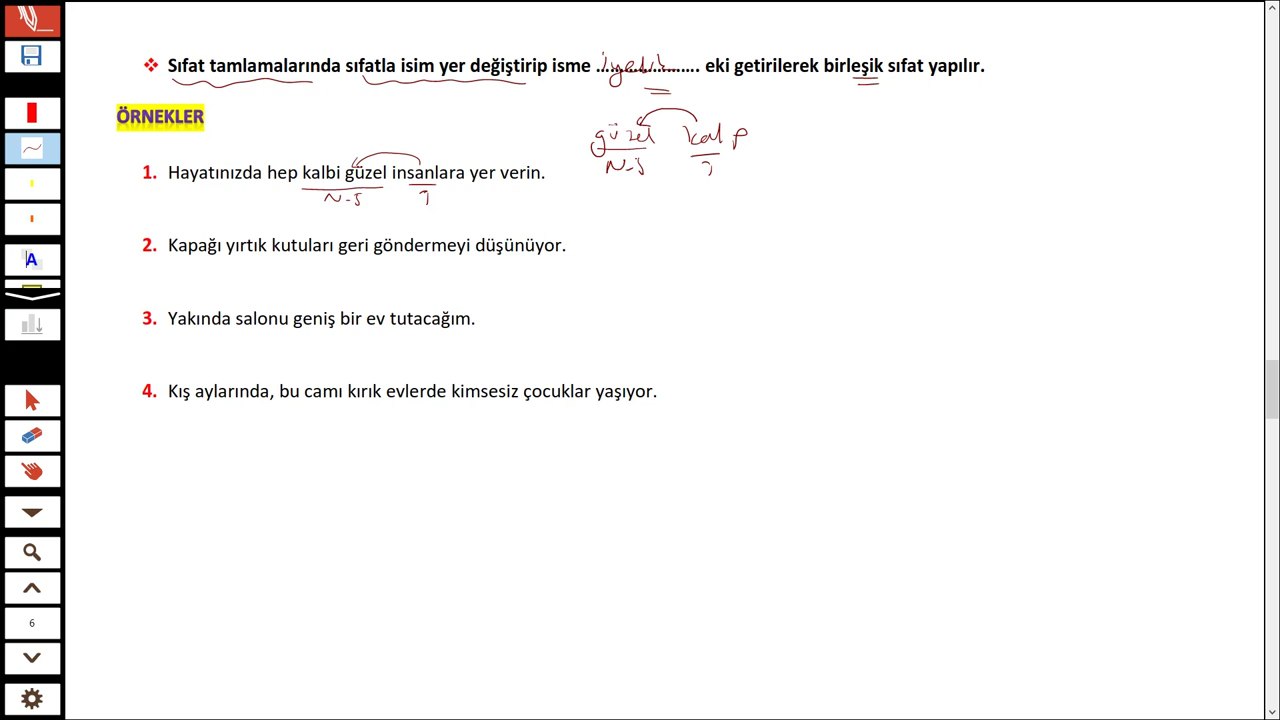 ❖ Sıfat tamlamalarında sıfatla isim yer değiştirip isme ...iyelik... eki getirilerek birleşik sıfat yapılır.
ÖRNEKLER
güzel kalp
N-S İ
1. Hayatınızda hep kalbi güzel insanlara yer verin.
N-S İ
2. Kapağı yırtık kutuları geri göndermeyi düşünüyor.
3. Yakında salonu geniş bir ev tutacağım.
4. Kış aylarında, bu camı kırık evlerde kimsesiz çocuklar yaşıyor.
A
6